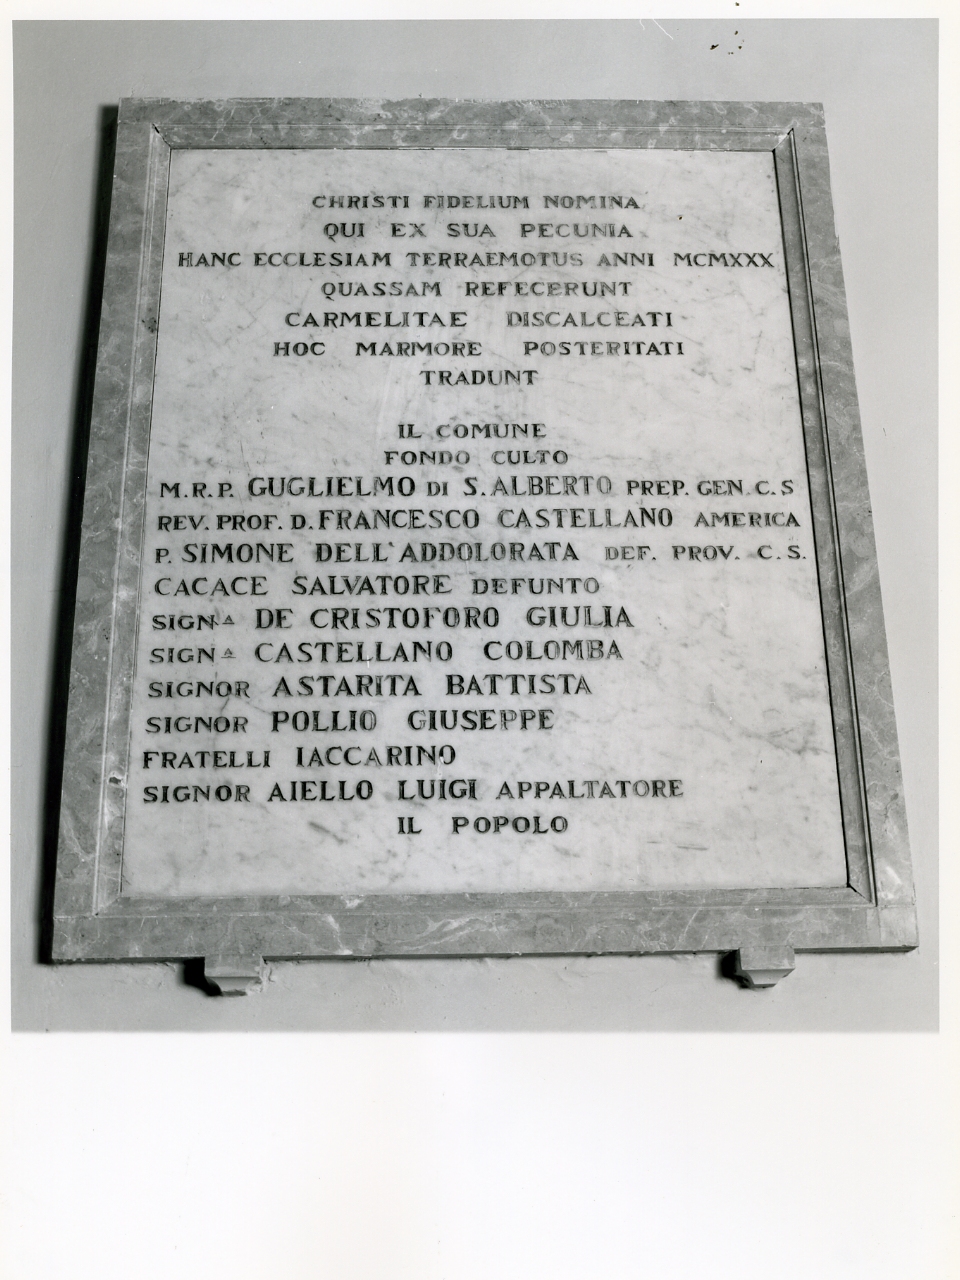 CHRISTI FIDELIUM NOMINA
QUI EX SUA PECUNIA
HANC ECCLESIAM TERRAEMOTUS ANNI MCMXXX
QUASSAM REFECERUNT
CARMELITAE DISCALCEATI
HOC MARMORE POSTERITATI
TRADUNT
IL COMUNE
FONDO CULTO
M.R.P. GUGLIELMO DI S. ALBERTO PREP. GEN. C.S
REV. PROF. D. FRANCESCO CASTELLANO AMERICA
P. SIMONE DELL'ADDOLORATA DEF. PROV. C.S.
CACACE SALVATORE DEFUNTO
SIGNA DE CRISTOFORO GIULIA
SIGNA CASTELLANO COLOMBA
SIGNOR ASTARITA BATTISTA
SIGNOR POLLIO GIUSEPPE
FRATELLI IACCARINO
SIGNOR AIELLO LUIGI APPALTATORE
IL POPOLO